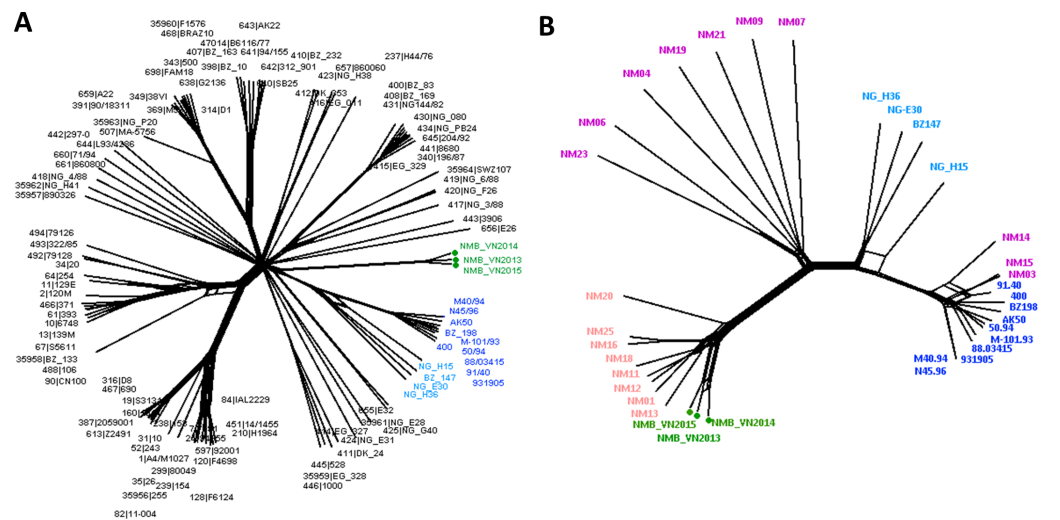 A
35960|F1576
643|AK22
468|BRAZ10
47014|B6116/77
407|BZ_163
641|94/155
410|BZ_232
237|H44/76
343|500
398|BZ_10
642|312_901
657|860060
698|FAM18
423|NG_H38
638|G2136
400|BZ_83
659|A22
349|38VI
408|BZ_169
391|90/18311
314|D1
431|NG144/82
35963|NG_P20
430|NG_080
507|MA-5756
434|NG_PB24
442|297-0
645|204/92
644|L93/4286
441|8680
660|71/94
340|196/87
661|860800
415|EG_329
35964|SWZ107
418|NG_4/88
419|NG_6/88
35962|NG_H41
420|NG_F26
35957|890326
417|NG_3/88
443|3906
656|E26
494|79126
NMB_VN2014
493|322/85
492|79128
NMB_VN2013
34|20
NMB_VN2015
64|254
11|129E
2|120M
M40/94
466|371
N45/96
61|393
AK50
10|6748
BZ_198
M-101/93
13|139M
400
50/94
67|S5611
88/03415
35958|BZ_133
NG_H15
91/40
488|106
BZ_147
931905
90|CN100
NG_E30
316|D8
NG_H36
467|690
84|IAL2229
655|E32
387|2059001
451|14/1455
35961|NG_E28
613|Z2491
210|H1964
425|NG_G40
31|10
424|NG_E31
52|243
597|92001
411|DK_24
1|A4/M1027
120|F4698
445|528
299|80049
35959|EG_328
35|26
239|154
446|1000
35956|255
128|F6124
82|11-004
B
NM09
NM07
NM21
NM19
NM04
NG_H36
NG-E30
NM06
BZ147
NM23
NG_H15
NM14
NM15
NM03
91.40
NM20
400
BZ198
AK50
NM25
50.94
NM16
M-101.93
NM18
88.03415
NM11
M40.94
931905
NM12
N45.96
NM01
NM13
NMB_VN2015
NMB_VN2014
NMB_VN2013